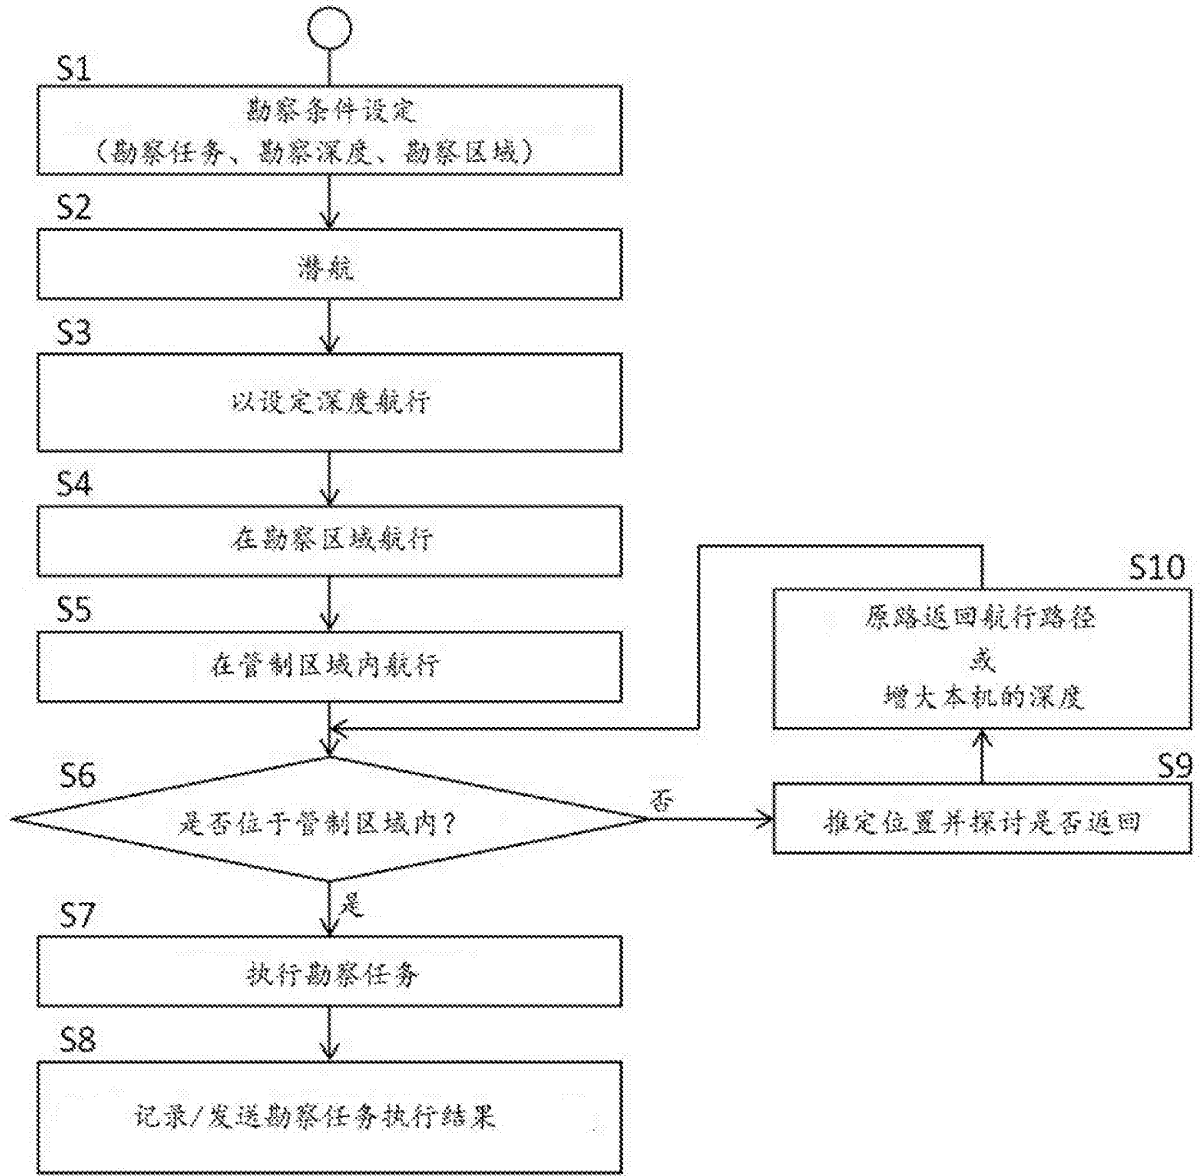 S1
勘察条件设定
（勘察任务、勘察深度、勘察区域）
S2
潜航
S3
以设定深度航行
S4
在勘察区域航行
S5
在管制区域内航行
S6
是否位于管制区域内?
否
是
S7
执行勘察任务
S8
记录/发送勘察任务执行结果
S9
推定位置并探讨是否返回
S10
原路返回航行路径
或
增大本机的深度